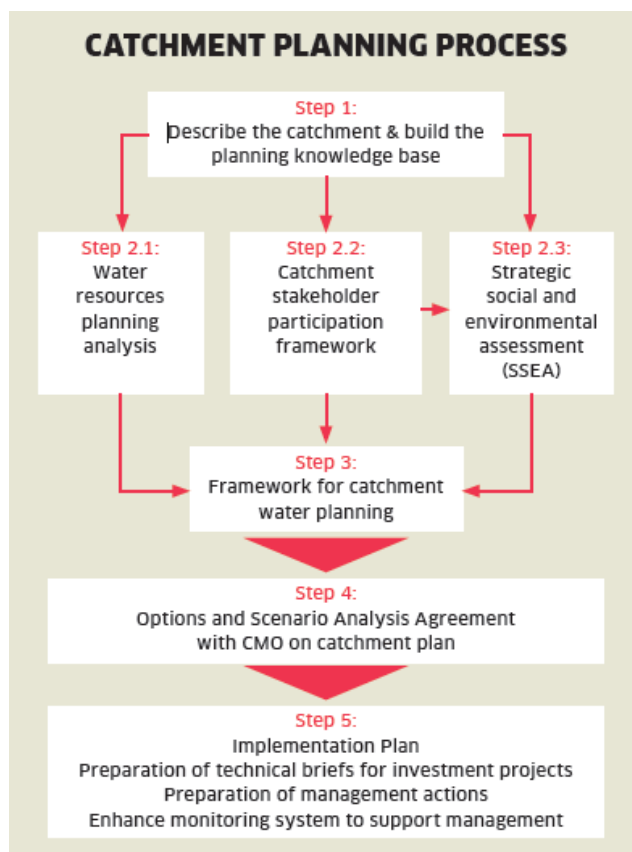 CATCHMENT PLANNING PROCESS
Step 1:
Describe the catchment & build the
planning knowledge base
Step 2.1:
Water
resources
planning
analysis
Step 2.2:
Catchment
stakeholder
participation
framework
Step 2.3:
Strategic
social and
environmental
assessment
(SSEA)
Step 3:
Framework for catchment
water planning
Step 4:
Options and Scenario Analysis Agreement
with CMO on catchment plan
Step 5:
Implementation Plan
Preparation of technical briefs for investment projects
Preparation of management actions
Enhance monitoring system to support management